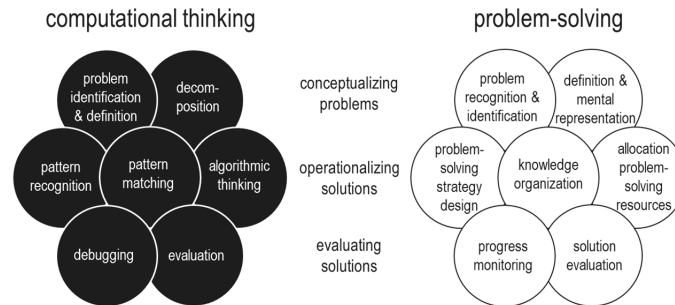 computational thinking
problem-solving
problem
identification
& definition
decom-
position
conceptualizing
problems
problem
recognition &
identification
definition &
mental
representation
pattern
recognition
pattern
matching
algorithmic
thinking
operationalizing
solutions
problem-
solving
strategy
design
knowledge
organization
allocation
problem-
solving
resources
debugging
evaluation
evaluating
solutions
progress
monitoring
solution
evaluation